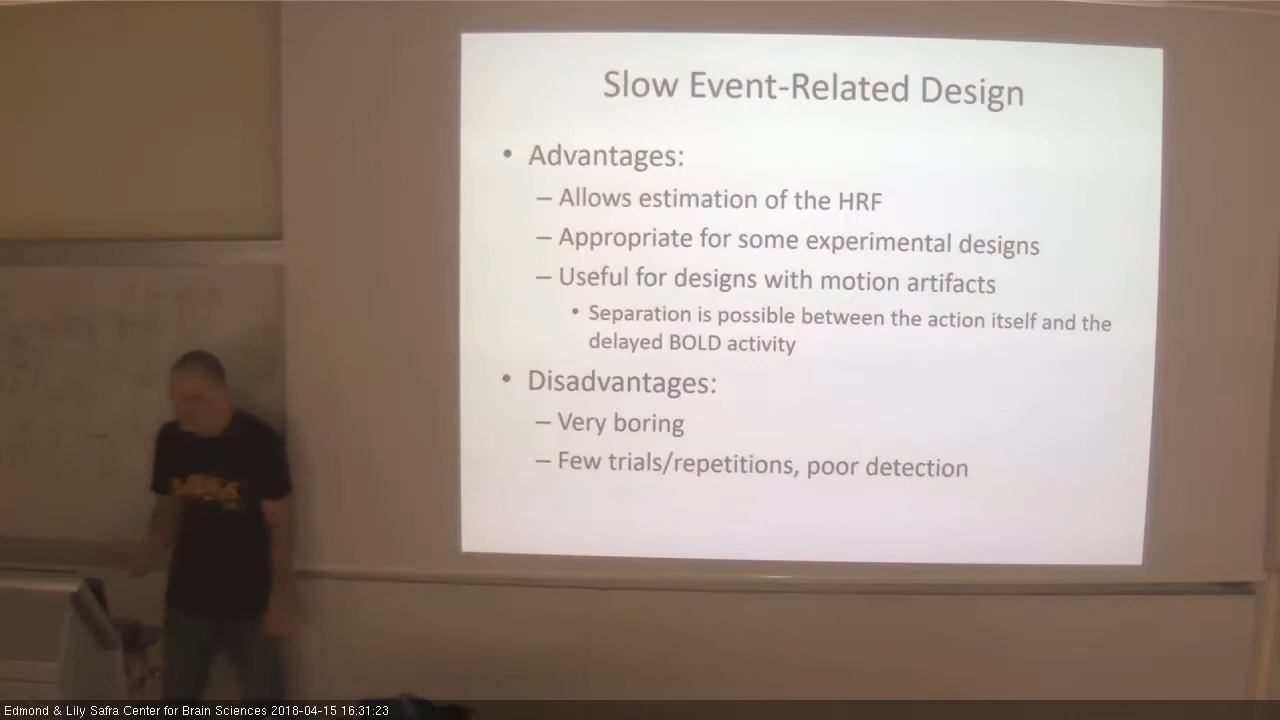 Slow Event-Related Design
• Advantages:
– Allows estimation of the HRF
– Appropriate for some experimental designs
– Useful for designs with motion artifacts
• Separation is possible between the action itself and the
delayed BOLD activity
• Disadvantages:
– Very boring
– Few trials/repetitions, poor detection
Edmond & Lily Safra Center for Brain Sciences 2018-04-15 16:31:23